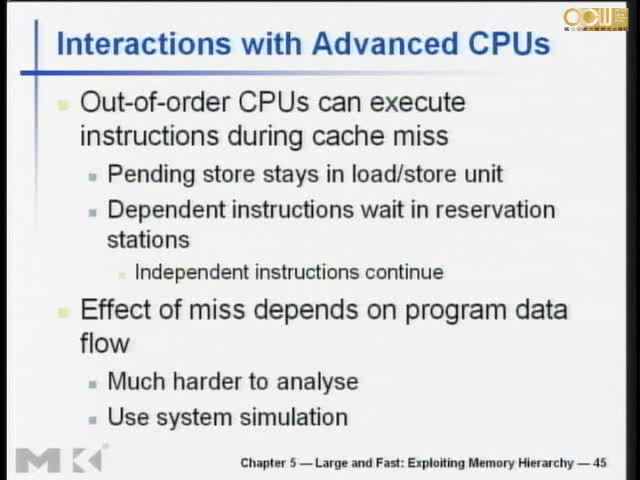 Interactions with Advanced CPUs
Out-of-order CPUs can execute
instructions during cache miss
Pending store stays in load/store unit
Dependent instructions wait in reservation
stations
Independent instructions continue
Effect of miss depends on program data
flow
Much harder to analyse
Use system simulation
Chapter 5 — Large and Fast: Exploiting Memory Hierarchy — 45